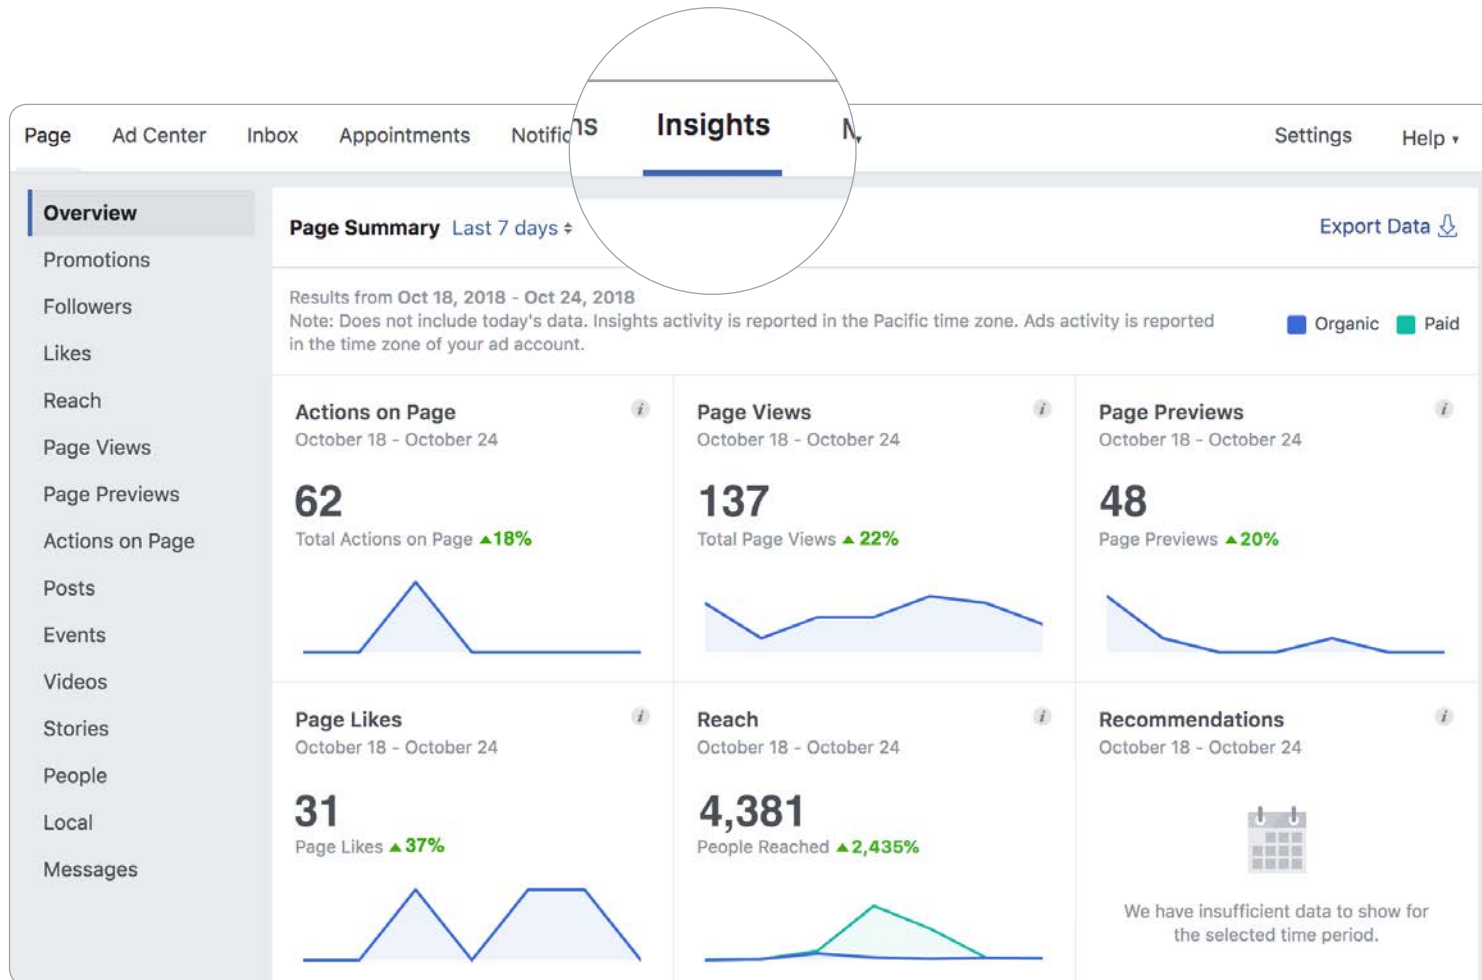 Page Ad Center Inbox Appointments Notific ns Insights Settings Help
Overview
Promotions
Followers
Likes
Reach
Page Views
Page Previews
Actions on Page
Posts
Events
Videos
Stories
People
Local
Messages
Page Summary Last 7 days Export Data
Results from Oct 18, 2018 - Oct 24, 2018
Note: Does not include today's data. Insights activity is reported in the Pacific time zone. Ads activity is reported
in the time zone of your ad account.
Organic Paid
Actions on Page
October 18 - October 24
62
Total Actions on Page ▲18%
Page Views
October 18 - October 24
137
Total Page Views ▲ 22%
Page Previews
October 18 - October 24
48
Page Previews ▲20%
Page Likes
October 18 - October 24
31
Page Likes ▲37%
Reach
October 18 - October 24
4,381
People Reached ▲2,435%
Recommendations
October 18 - October 24
We have insufficient data to show for
the selected time period.